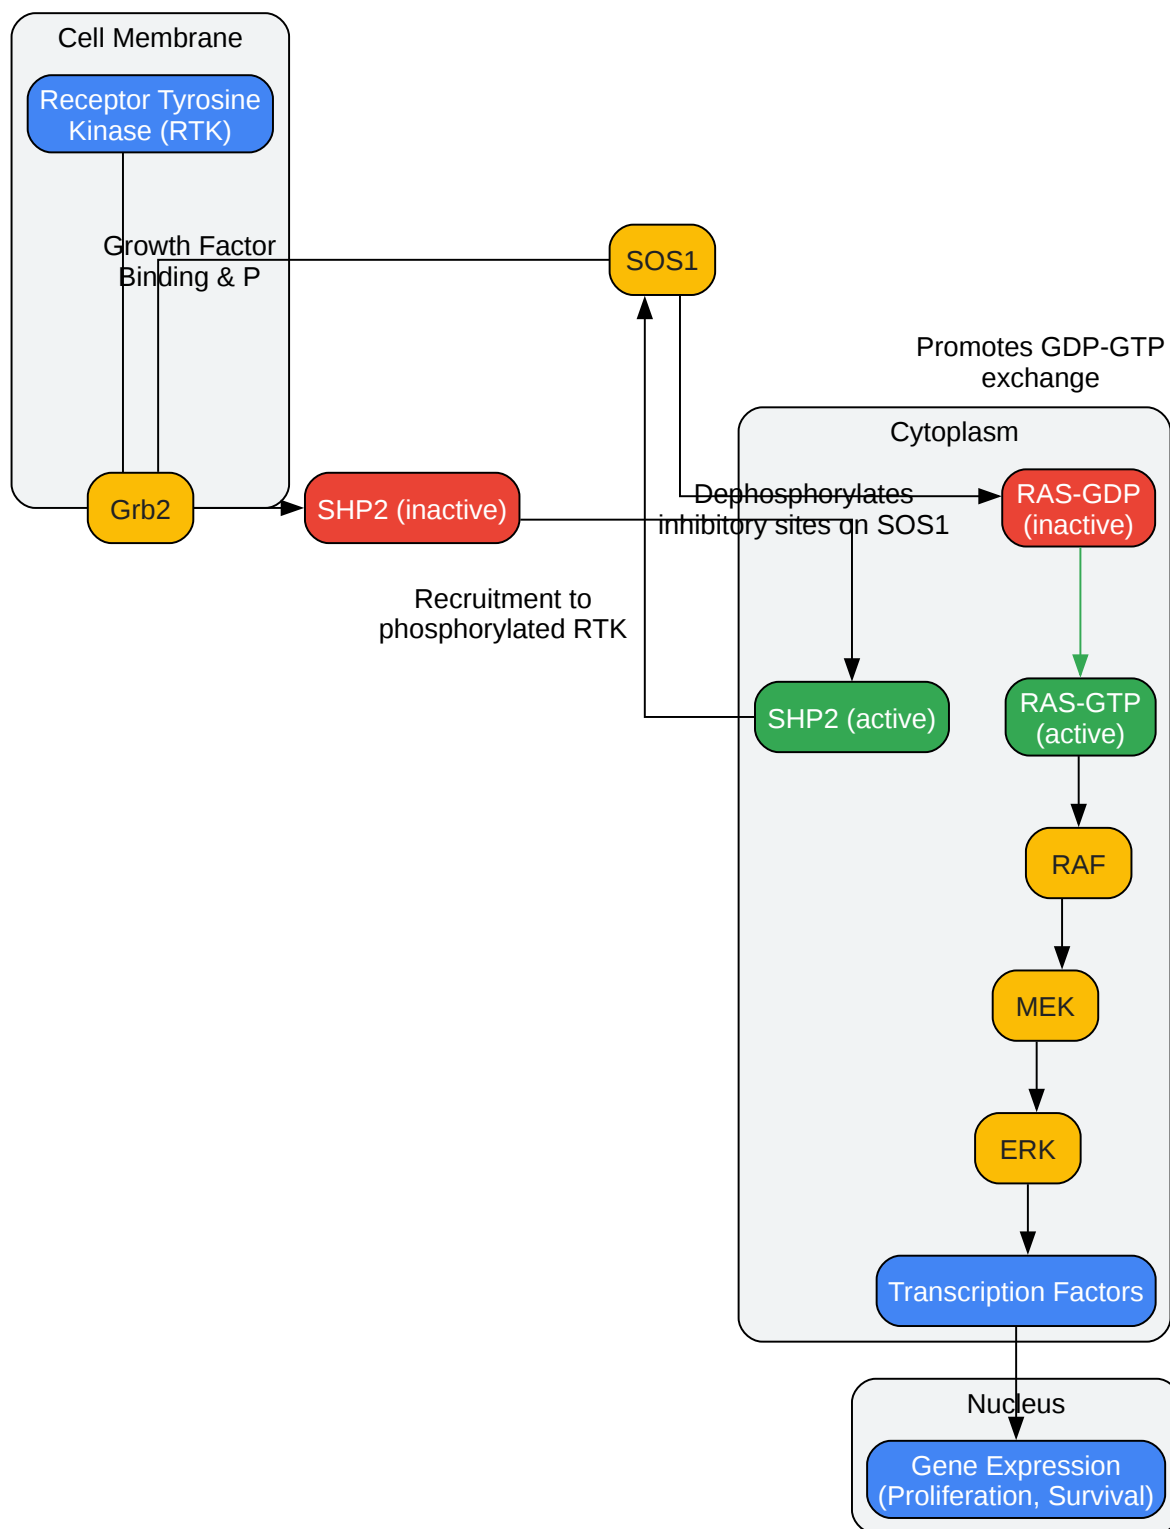 Cell Membrane
Receptor Tyrosine
Kinase (RTK)
Growth Factor
Binding & P
SOS1
Promotes GDP-GTP
exchange
Cytoplasm
Grb2
SHP2 (inactive)
Dephosphorylates
inhibitory sites on SOS1
RAS-GDP
(inactive)
Recruitment to
phosphorylated RTK
SHP2 (active)
RAS-GTP
(active)
RAF
MEK
ERK
Transcription Factors
Nucleus
Gene Expression
(Proliferation, Survival)